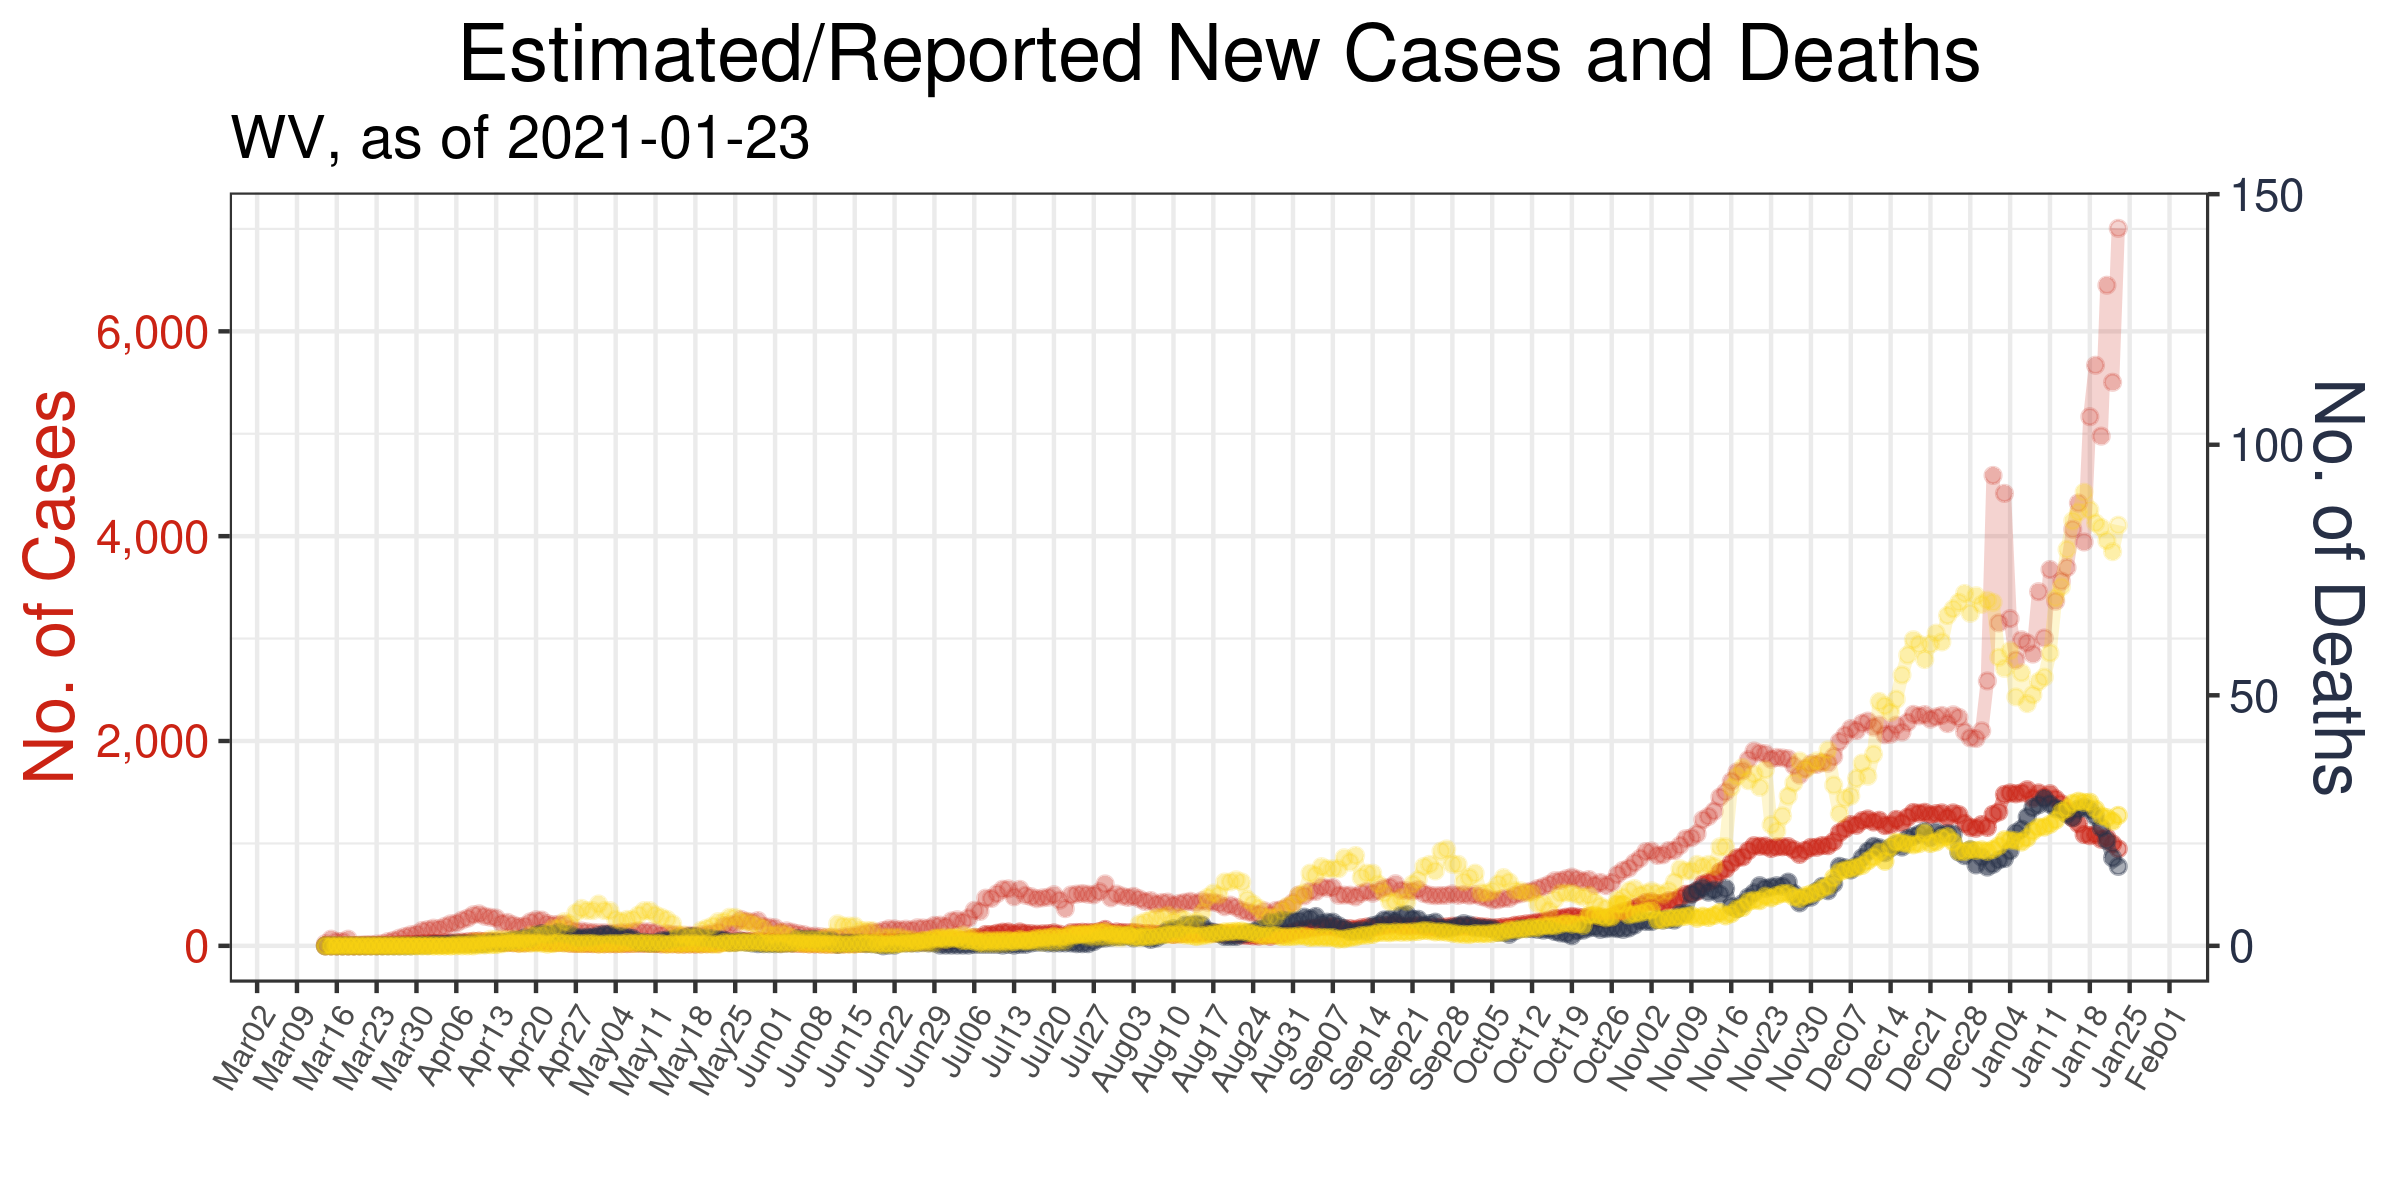 Estimated/Reported New Cases and Deaths
WV, as of 2021-01-23
No. of Cases
6,000
4,000
2,000
0
150
100
50
0
No. of Deaths
Mar02
Mar09
Mar16
Mar23
Mar30
Apr06
Apr13
Apr20
Apr27
May04
May11
May18
May25
Jun01
Jun08
Jun15
Jun22
Jun29
Jul06
Jul13
Jul20
Jul27
Aug03
Aug10
Aug17
Aug24
Aug31
Sep07
Sep14
Sep21
Sep28
Oct05
Oct12
Oct19
Oct26
Nov02
Nov09
Nov16
Nov23
Nov30
Dec07
Dec14
Dec21
Dec28
Jan04
Jan11
Jan18
Jan25
Feb01